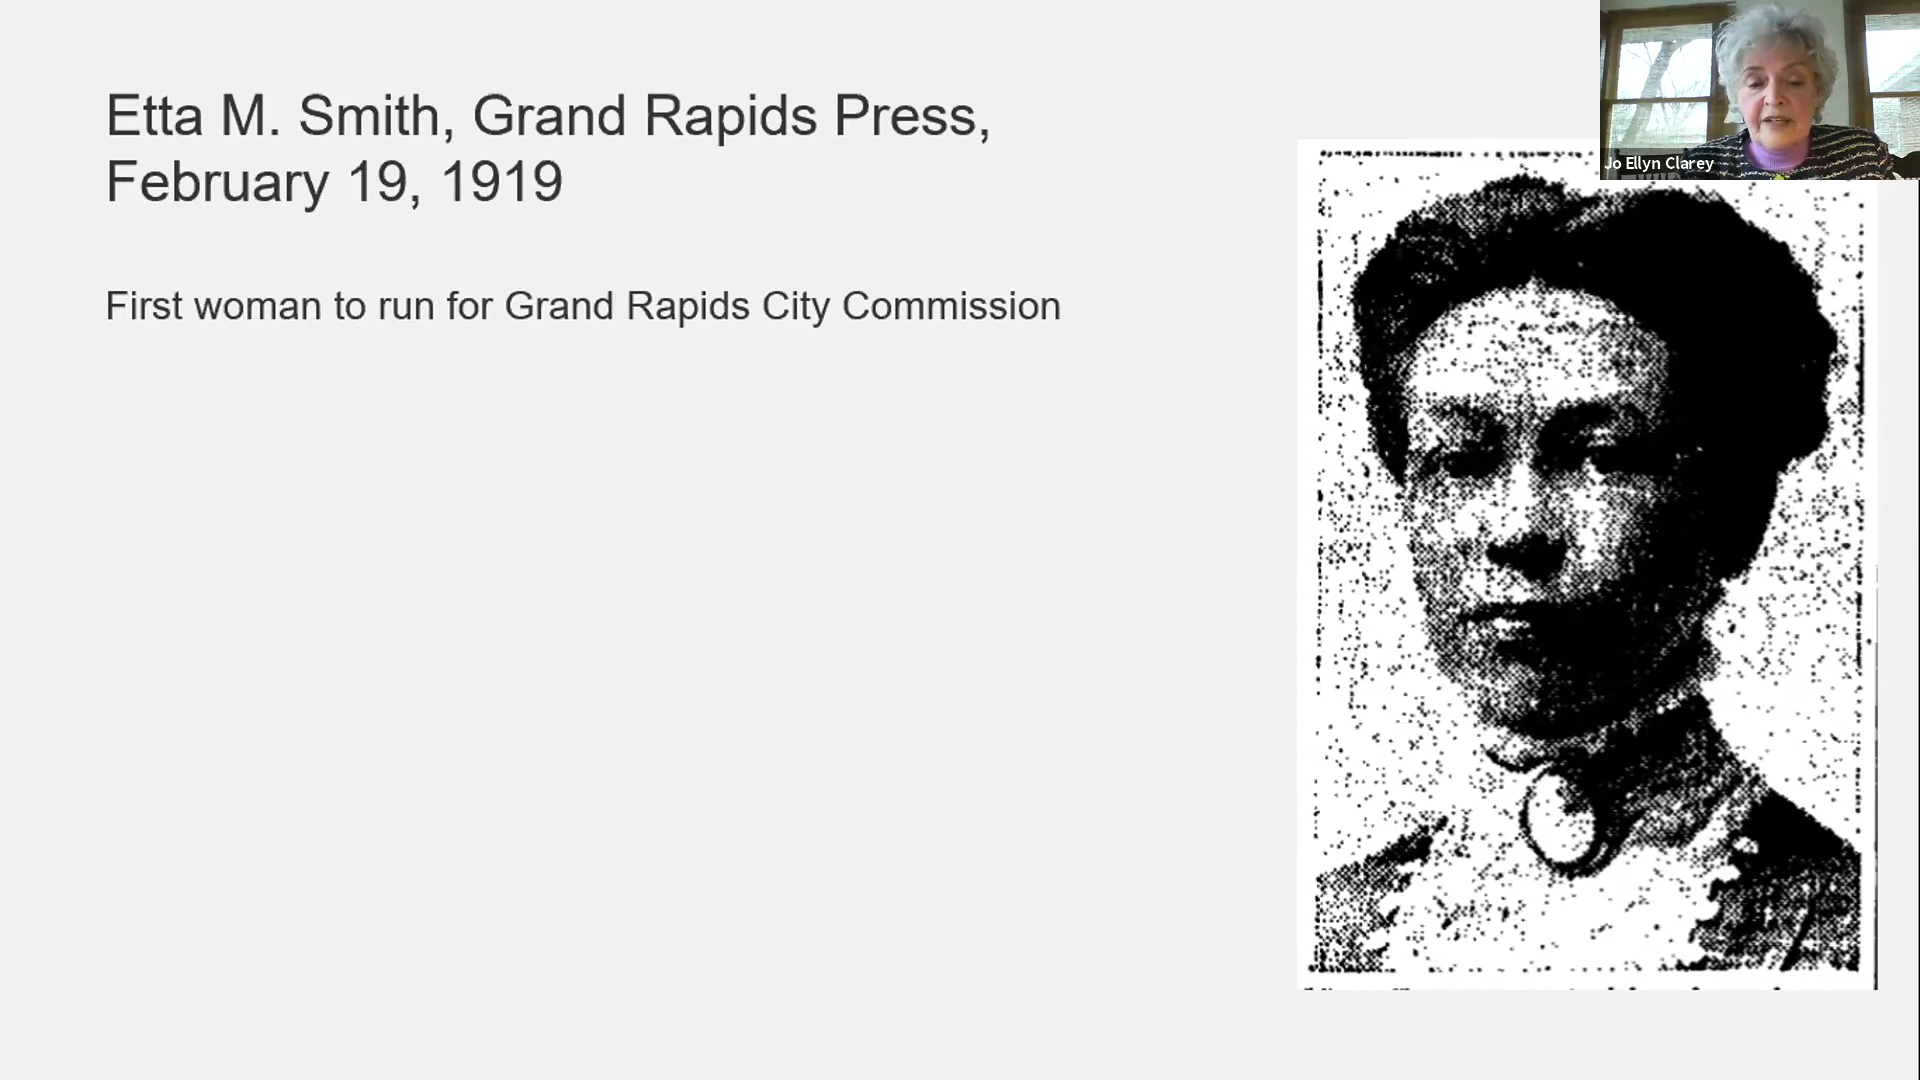 Etta M. Smith, Grand Rapids Press,
February 19, 1919
First woman to run for Grand Rapids City Commission
Jo Ellyn Clarey